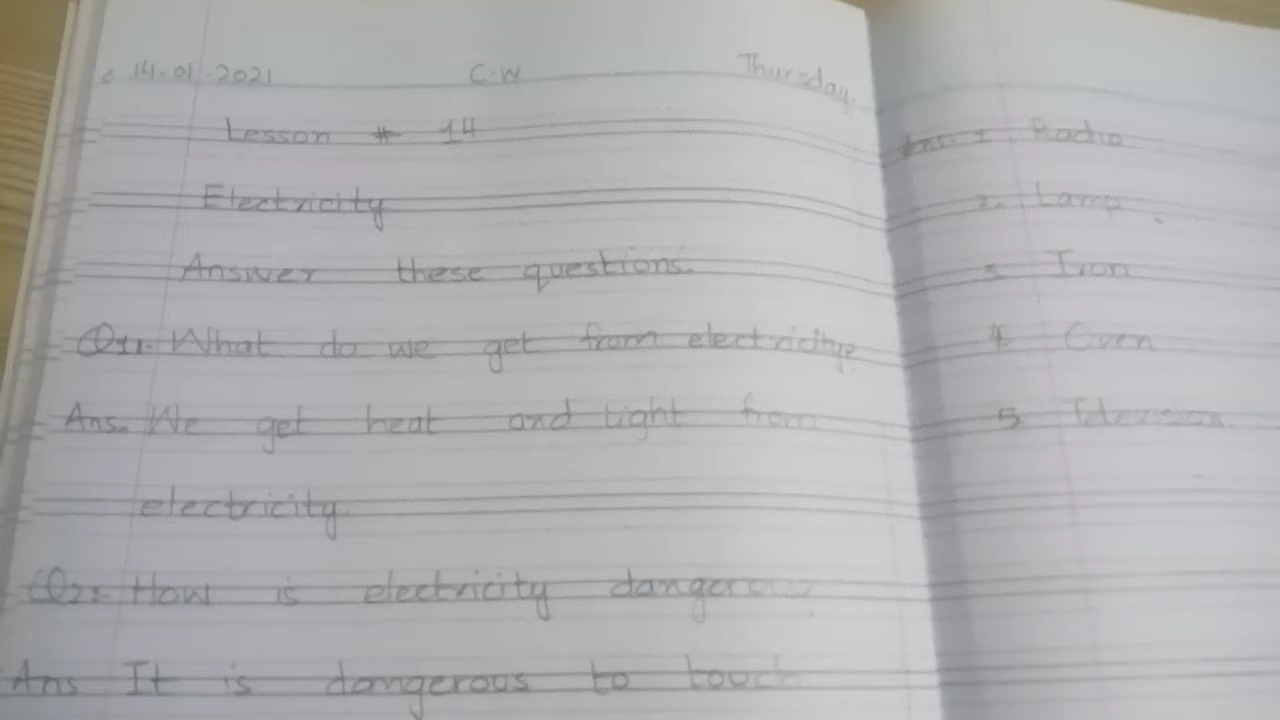 14-01-2021 C.W Thursday.
Lesson # 14
Electricity
Answer these questions.
Q1. What do we get from electricity?
Ans. We get heat and light from
electricity.
Q2: How is electricity dangerous
Ans It is dangerous to touch
Ans. 1 Radio
2. Lamp.
3. Iron
4. Oven
5